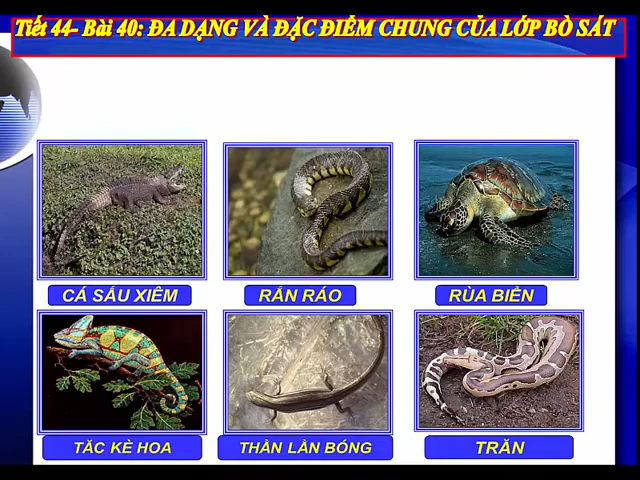 Tiết 44- Bài 40: ĐA DẠNG VÀ ĐẶC ĐIỂM CHUNG CỦA LỚP BÒ SÁT
CÁ SẤU XIÊM
RẮN RÁO
RÙA BIỂN
TẮC KÈ HOA
THẰN LẰN BÓNG
TRĂN